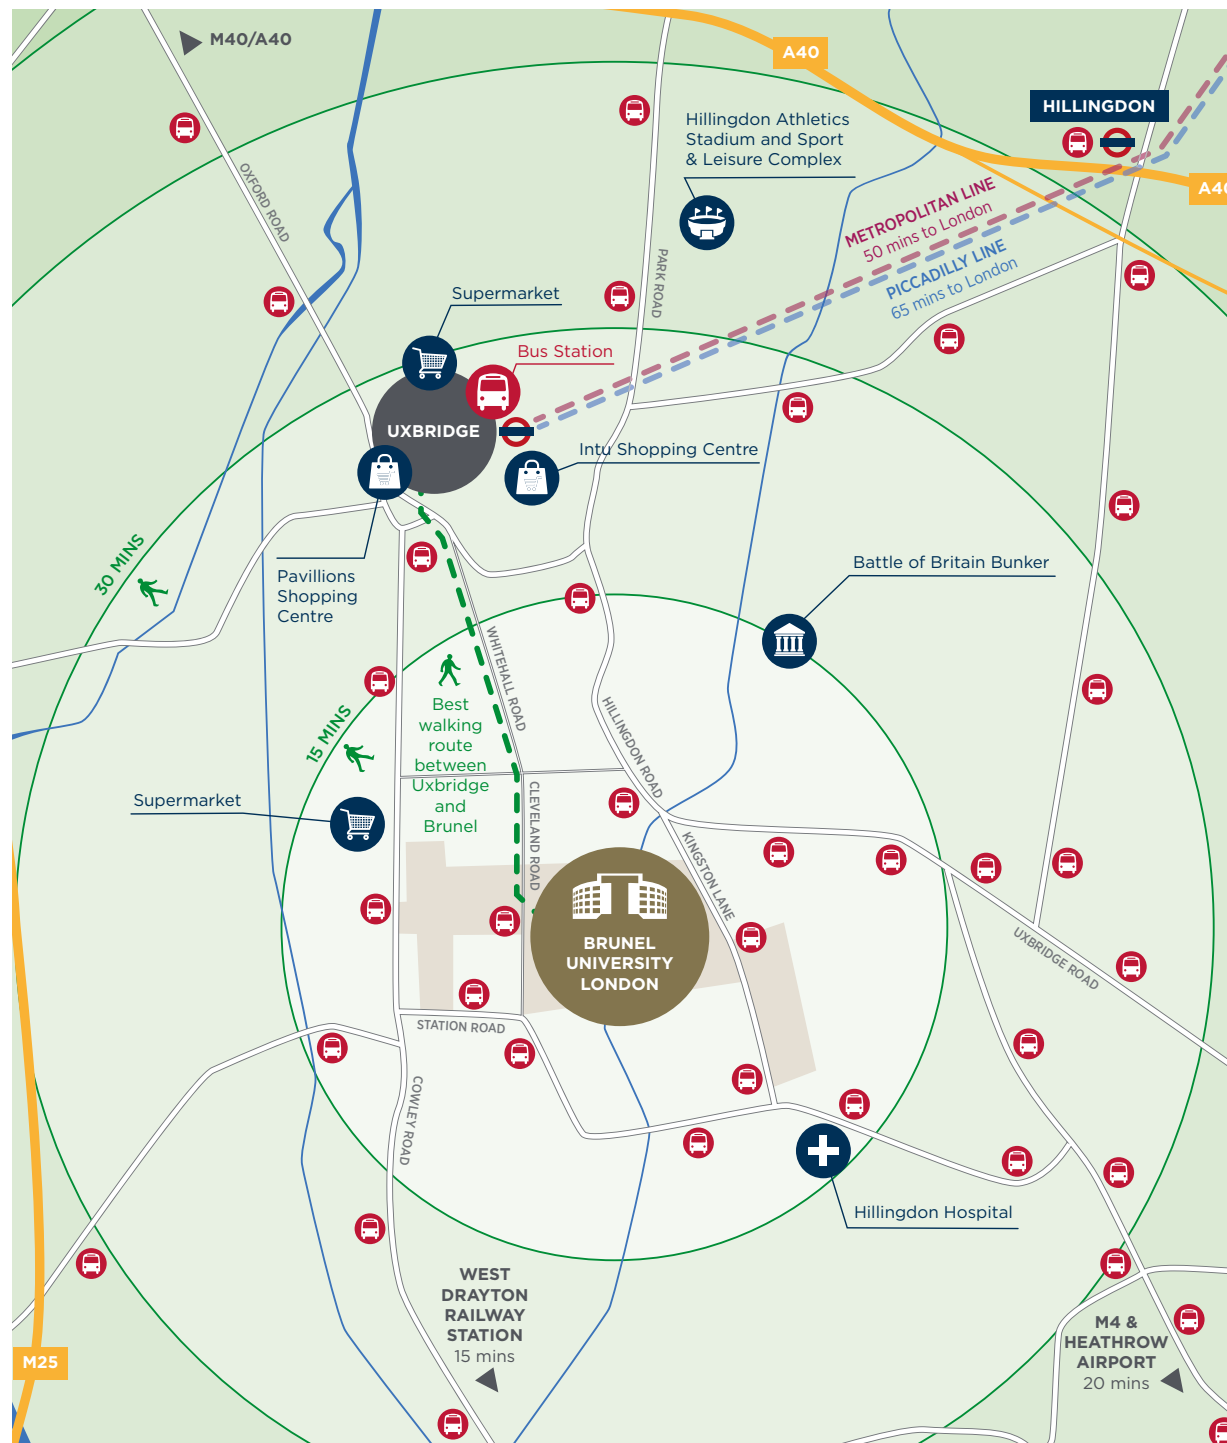 M40/A40
A40
HILLINGDON
Hillingdon Athletics
Stadium and Sport
& Leisure Complex
A40
OXFORD ROAD
METROPOLITAN LINE
50 mins to London
PICCADILLY LINE
65 mins to London
PARK ROAD
Supermarket
Bus Station
UXBRIDGE
Intu Shopping Centre
30 MINS
Pavillions
Shopping
Centre
Battle of Britain Bunker
WHITEHALL ROAD
15 MINS
Best
walking
route
between
Uxbridge
and
Brunel
HILLINGDON ROAD
Supermarket
CLEVELAND ROAD
KINGSTON LANE
BRUNEL
UNIVERSITY
LONDON
UXBRIDGE ROAD
STATION ROAD
COWLEY ROAD
Hillingdon Hospital
WEST
DRAYTON
RAILWAY
STATION
15 mins
M25
M4 &
HEATHROW
AIRPORT
20 mins